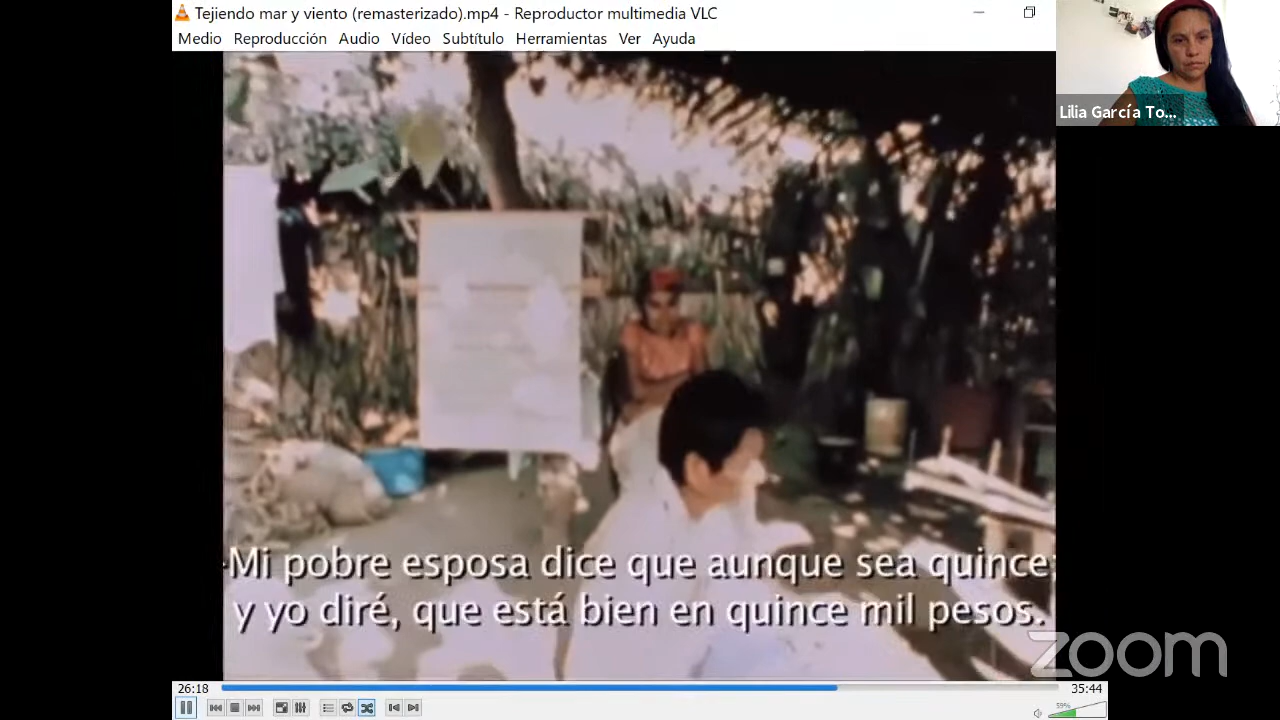 Tejiendo mar y viento (remasterizado).mp4 - Reproductor multimedia VLC
Medio Reproducción Audio Vídeo Subtítulo Herramientas Ver Ayuda
Lilia García To...
-Mi pobre esposa dice que aunque sea quince;
y yo diré, que está bien en quince mil pesos.
zoom
26:18
35:44
59%